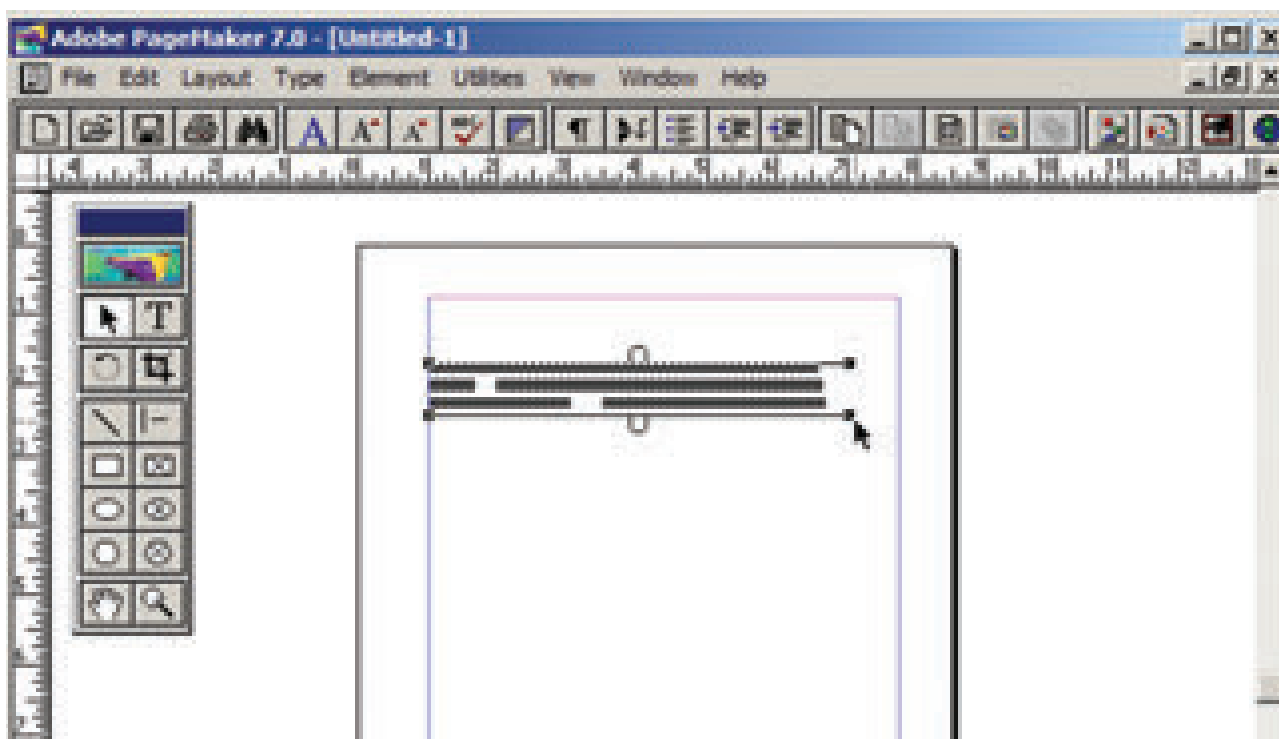 Adobe PageMaker 7.0 - [Untitled-1]
File Edit Layout Type Element Utilities View Window Help
T